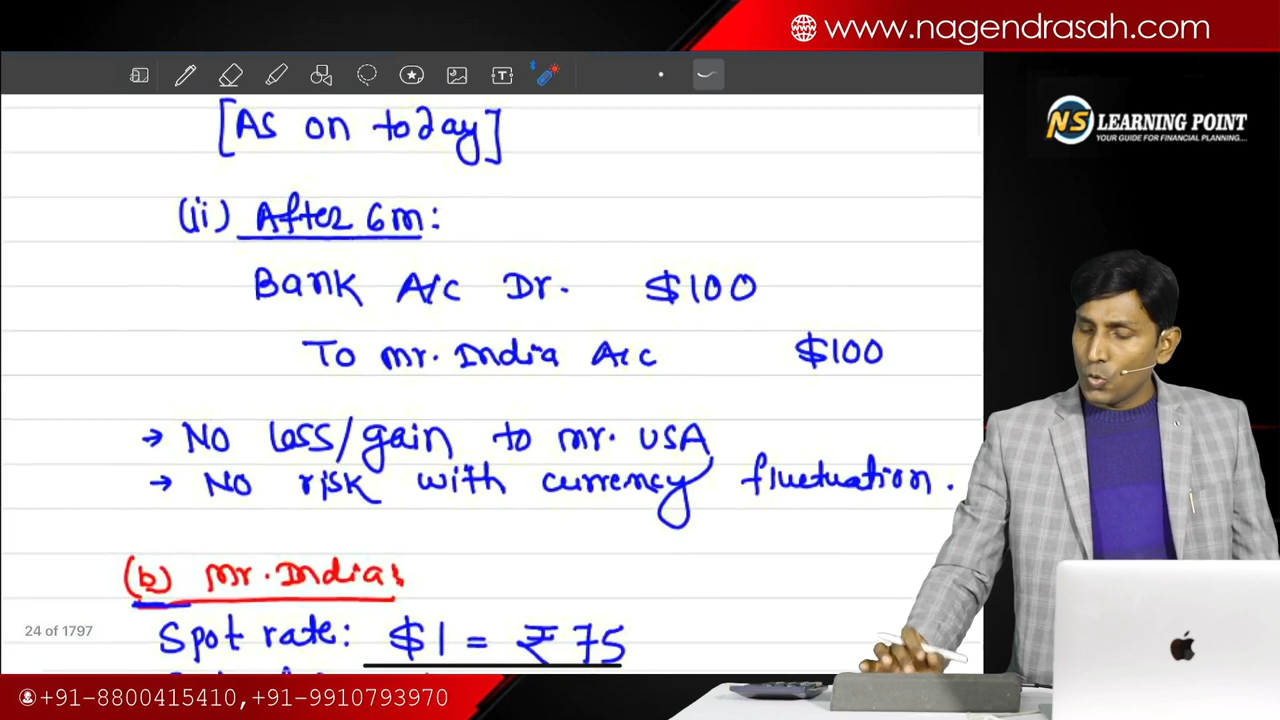 www.nagendrasah.com
NS LEARNING POINT
YOUR GUIDE FOR FINANCIAL PLANNING....
T
[As on today]
(ii) After 6m:
Bank A/c Dr. $100
To Mr. India A/c $100
→ No loss/gain to Mr. USA
→ No risk with currency fluctuation.
(b) Mr. India:
24 of 1797
Spot rate: $1 = ₹75
+91-8800415410,+91-9910793970